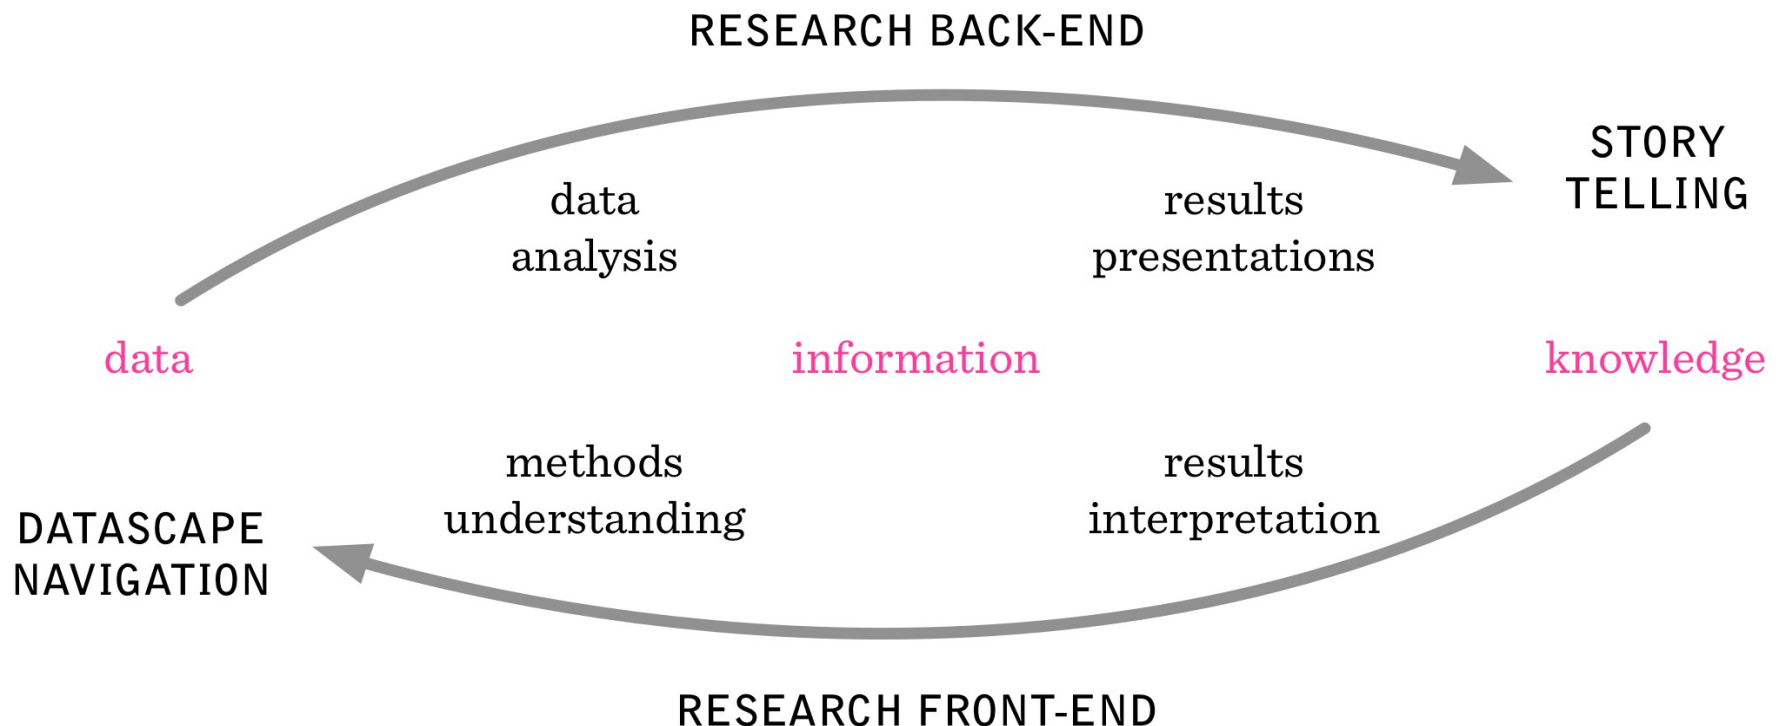 RESEARCH BACK-END
STORY
TELLING
data
analysis
results
presentations
data
information
knowledge
methods
understanding
results
interpretation
DATASCAPE
NAVIGATION
RESEARCH FRONT-END